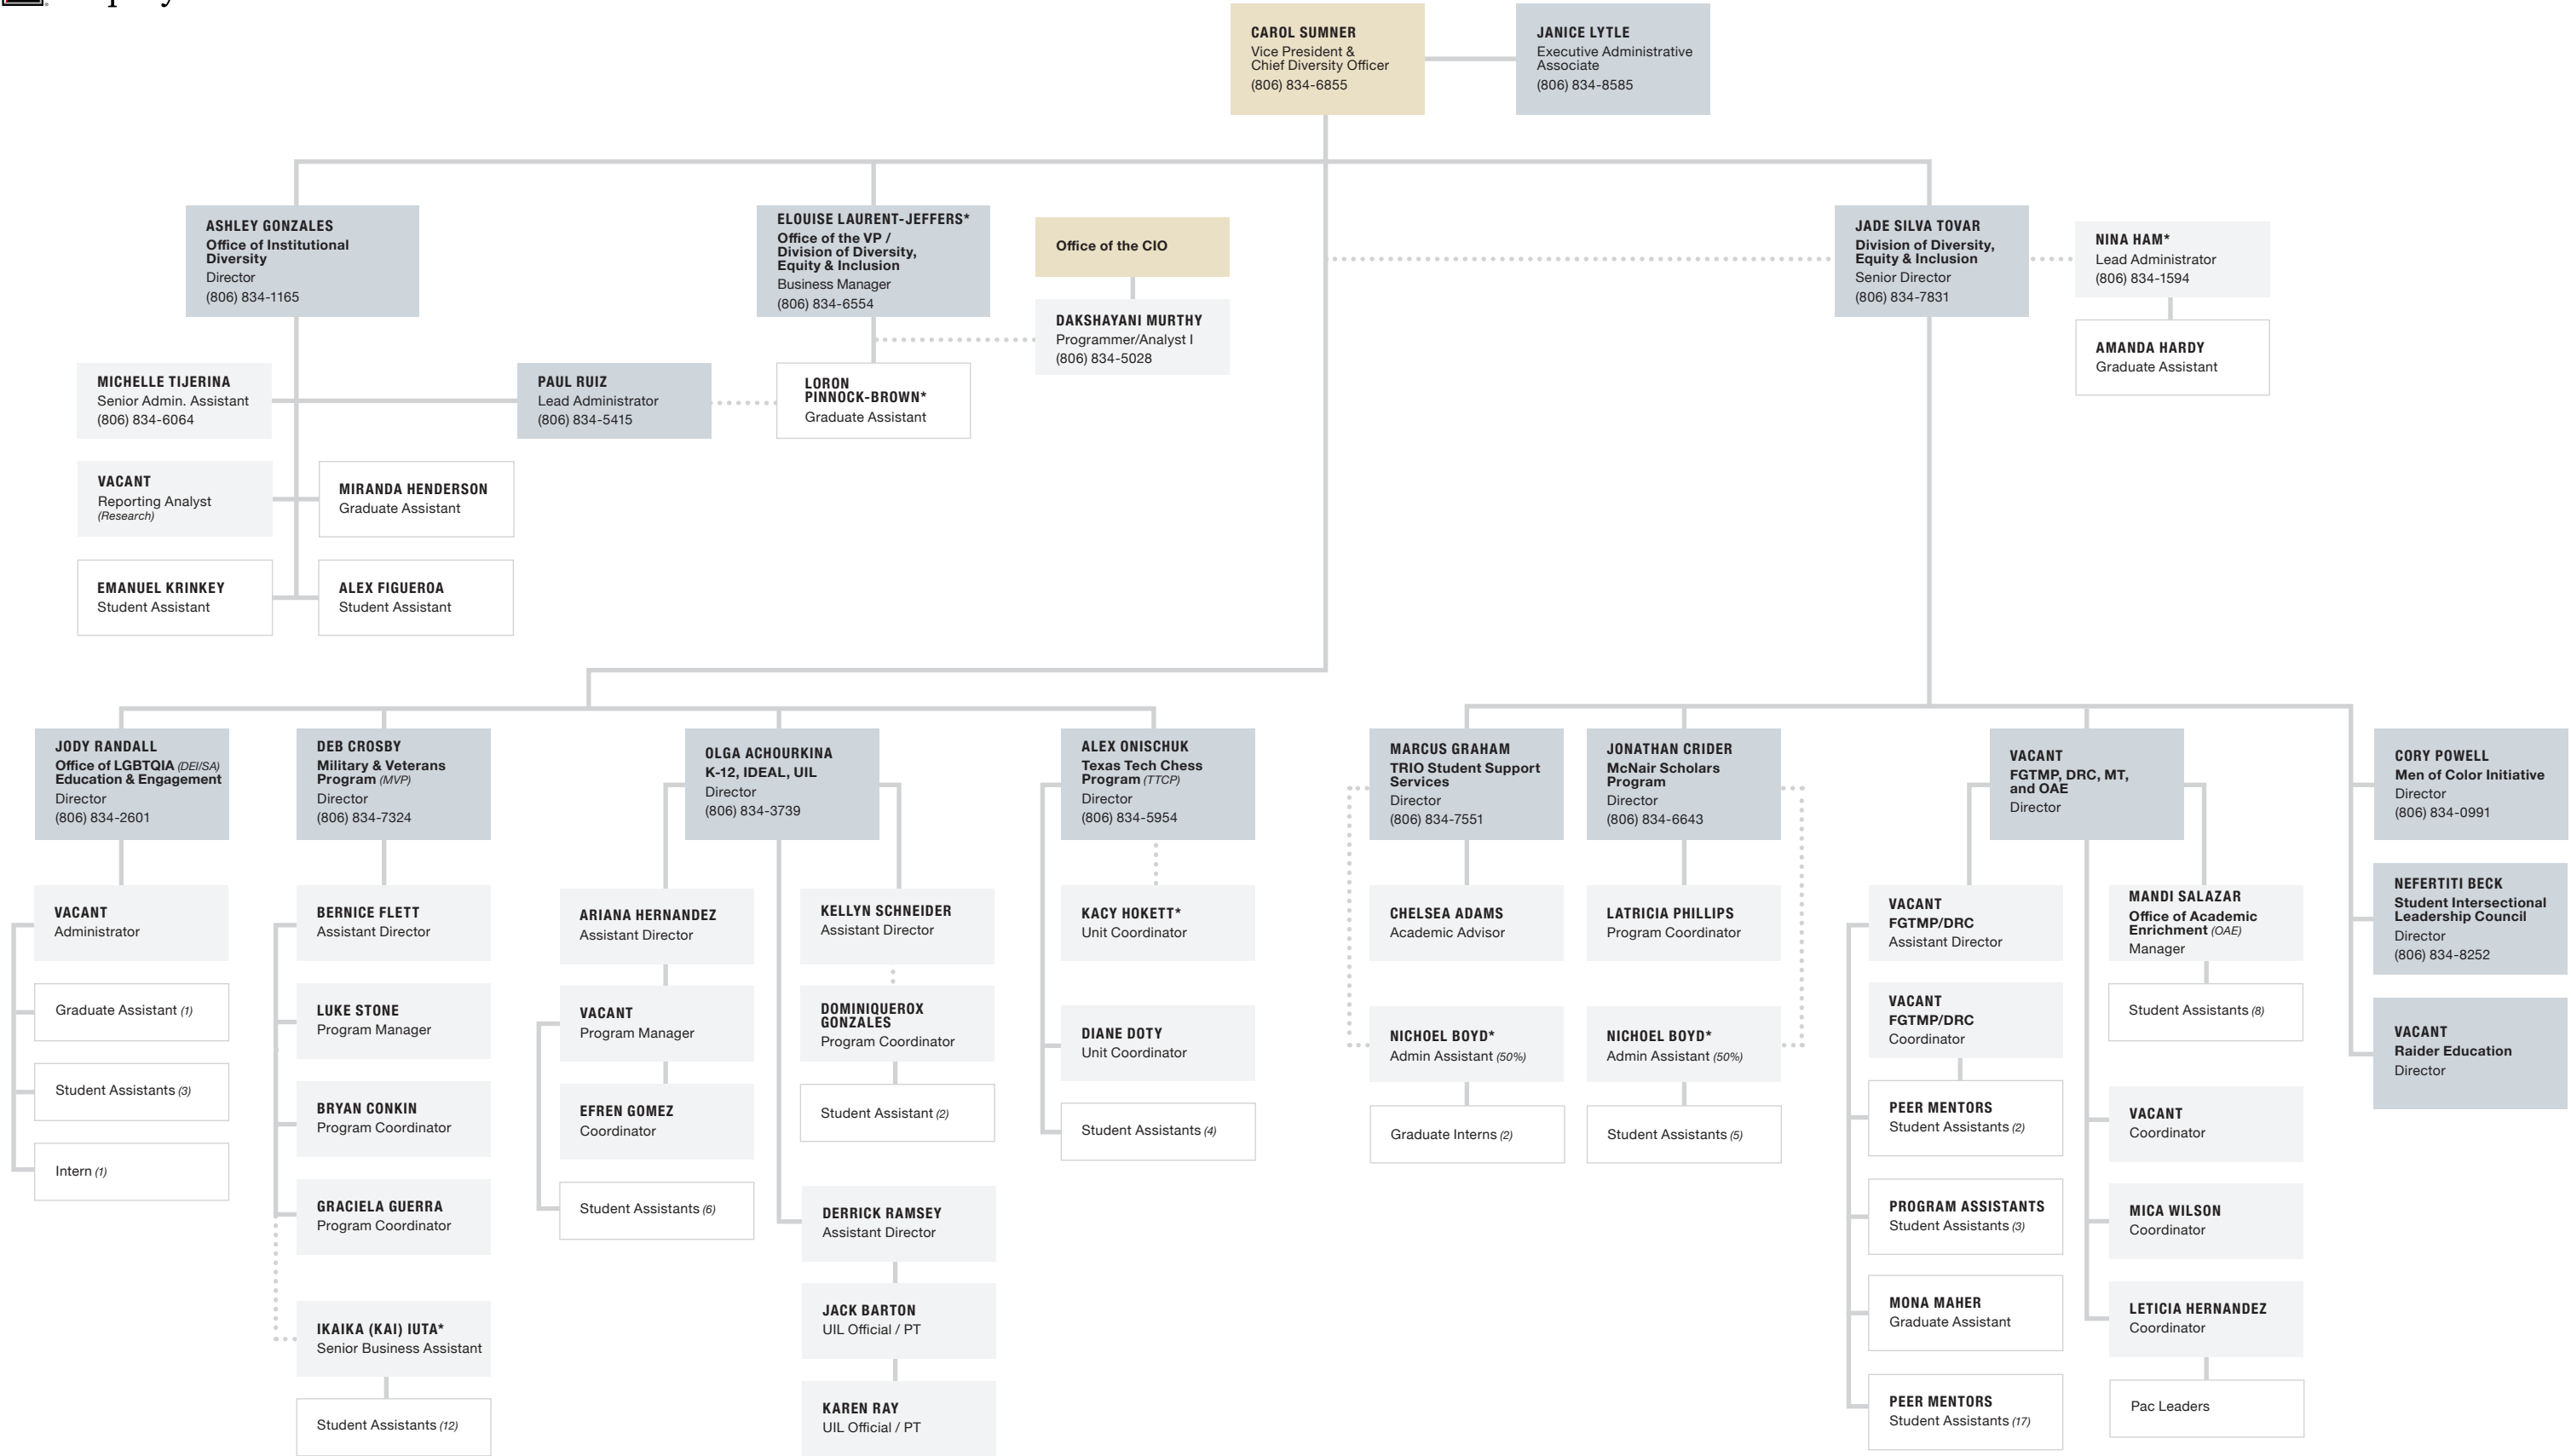 CAROL SUMNER
Vice President &
Chief Diversity Officer
(806) 834-6855
JANICE LYTLE
Executive Administrative
Associate
(806) 834-8585
ASHLEY GONZALES
Office of Institutional
Diversity
Director
(806) 834-1165
ELOUISE LAURENT-JEFFERS*
Office of the VP /
Division of Diversity,
Equity & Inclusion
Business Manager
(806) 834-6554
Office of the CIO
DAKSHAYANI MURTHY
Programmer/Analyst I
(806) 834-5028
JADE SILVA TOVAR
Division of Diversity,
Equity & Inclusion
Senior Director
(806) 834-7831
NINA HAM*
Lead Administrator
(806) 834-1594
AMANDA HARDY
Graduate Assistant
MICHELLE TIJERINA
Senior Admin. Assistant
(806) 834-6064
PAUL RUIZ
Lead Administrator
(806) 834-5415
LORON
PINNOCK-BROWN*
Graduate Assistant
VACANT
Reporting Analyst
(Research)
MIRANDA HENDERSON
Graduate Assistant
EMANUEL KRINKEY
Student Assistant
ALEX FIGUEROA
Student Assistant
JODY RANDALL
Office of LGBTQIA (DEI/SA)
Education & Engagement
Director
(806) 834-2601
VACANT
Administrator
Graduate Assistant (1)
Student Assistants (3)
Intern (1)
DEB CROSBY
Military & Veterans
Program (MVP)
Director
(806) 834-7324
BERNICE FLETT
Assistant Director
LUKE STONE
Program Manager
BRYAN CONKIN
Program Coordinator
GRACIELA GUERRA
Program Coordinator
IKAIKA (KAI) IUTA*
Senior Business Assistant
Student Assistants (12)
OLGA ACHOURKINA
K-12, IDEAL, UIL
Director
(806) 834-3739
ARIANA HERNANDEZ
Assistant Director
VACANT
Program Manager
EFREN GOMEZ
Coordinator
Student Assistants (6)
KELLYN SCHNEIDER
Assistant Director
DOMINIQUEROX
GONZALES
Program Coordinator
Student Assistant (2)
DERRICK RAMSEY
Assistant Director
JACK BARTON
UIL Official / PT
KAREN RAY
UIL Official / PT
ALEX ONISCHUK
Texas Tech Chess
Program (TTCP)
Director
(806) 834-5954
KACY HOKETT*
Unit Coordinator
DIANE DOTY
Unit Coordinator
Student Assistants (4)
MARCUS GRAHAM
TRIO Student Support
Services
Director
(806) 834-7551
CHELSEA ADAMS
Academic Advisor
NICHOEL BOYD*
Admin Assistant (50%)
Graduate Interns (2)
JONATHAN CRIDER
McNair Scholars
Program
Director
(806) 834-6643
LATRICIA PHILLIPS
Program Coordinator
NICHOEL BOYD*
Admin Assistant (50%)
Student Assistants (5)
VACANT
FGTMP, DRC, MT,
and OAE
Director
VACANT
FGTMP/DRC
Assistant Director
VACANT
FGTMP/DRC
Coordinator
PEER MENTORS
Student Assistants (2)
PROGRAM ASSISTANTS
Student Assistants (3)
MONA MAHER
Graduate Assistant
PEER MENTORS
Student Assistants (17)
MANDI SALAZAR
Office of Academic
Enrichment (OAE)
Manager
Student Assistants (8)
VACANT
Coordinator
MICA WILSON
Coordinator
LETICIA HERNANDEZ
Coordinator
Pac Leaders
CORY POWELL
Men of Color Initiative
Director
(806) 834-0991
NEFERTITI BECK
Student Intersectional
Leadership Council
Director
(806) 834-8252
VACANT
Raider Education
Director